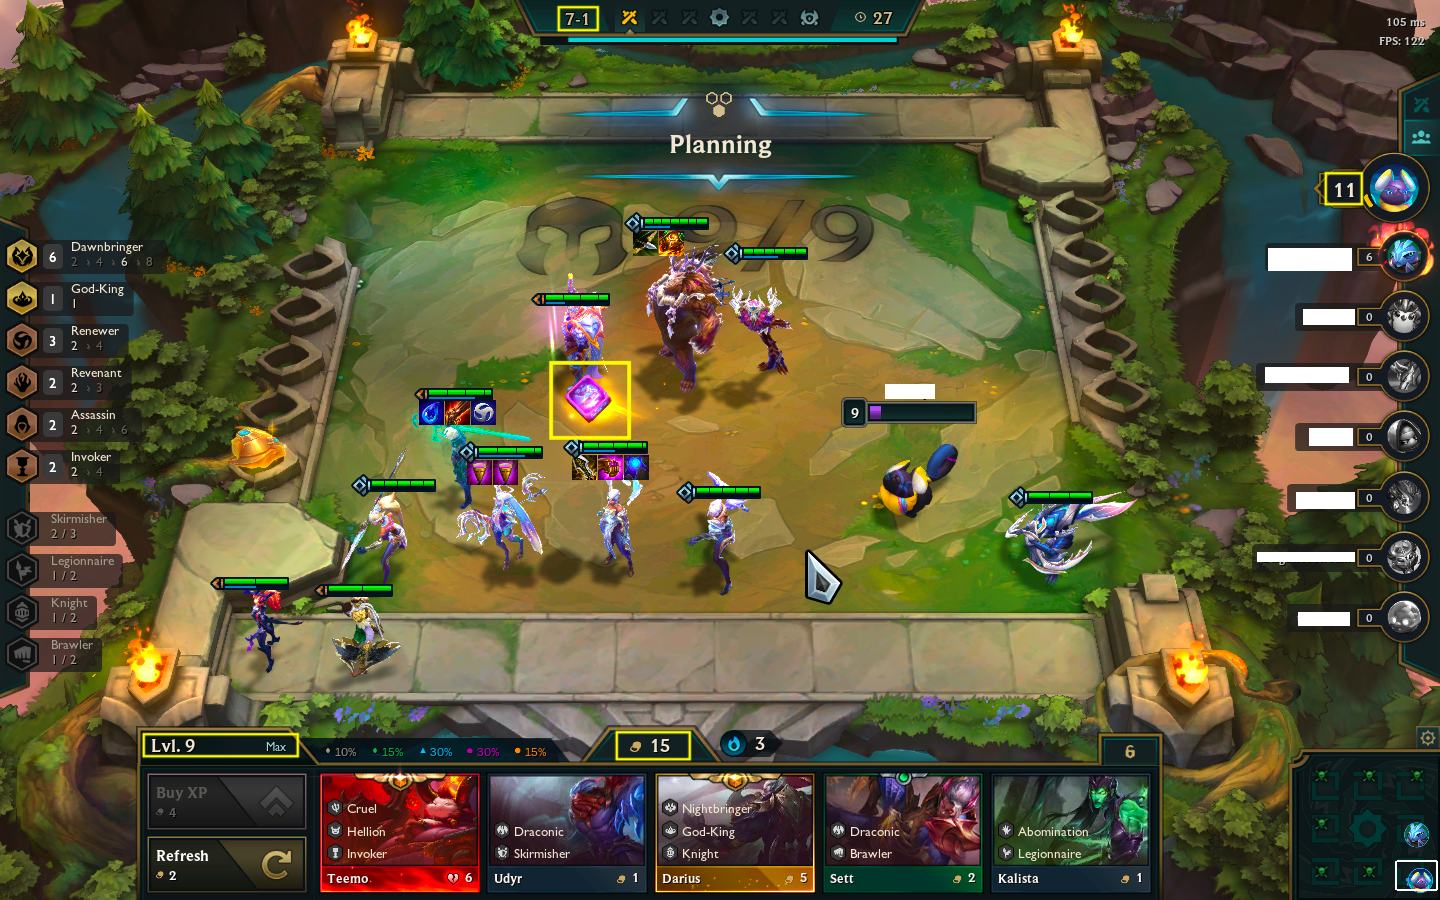 7-1
27
105 ms
FPS: 122
Planning
9/9
11
6
0
0
0
0
0
0
6
Dawnbringer
2 › 4 › 6 › 8
1
God-King
1
3
Renewer
2 › 4
2
Revenant
2 › 3
2
Assassin
2 › 4 › 6
2
Invoker
2 › 4
Skirmisher
2 / 3
Legionnaire
1 / 2
Knight
1 / 2
Brawler
1 / 2
9
Lvl. 9
Max
10%
15%
30%
30%
15%
15
3
6
Buy XP
4
Refresh
2
Cruel
Hellion
Invoker
Teemo
6
Draconic
Skirmisher
Udyr
1
Nightbringer
God-King
Knight
Darius
5
Draconic
Brawler
Sett
2
Abomination
Legionnaire
Kalista
1